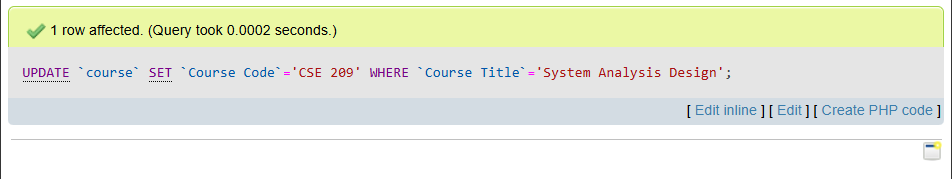 1 row affected. (Query took 0.0002 seconds.)
UPDATE `course` SET `Course Code`='CSE 209' WHERE `Course Title`='System Analysis Design';
[ Edit inline ] [ Edit ] [ Create PHP code ]